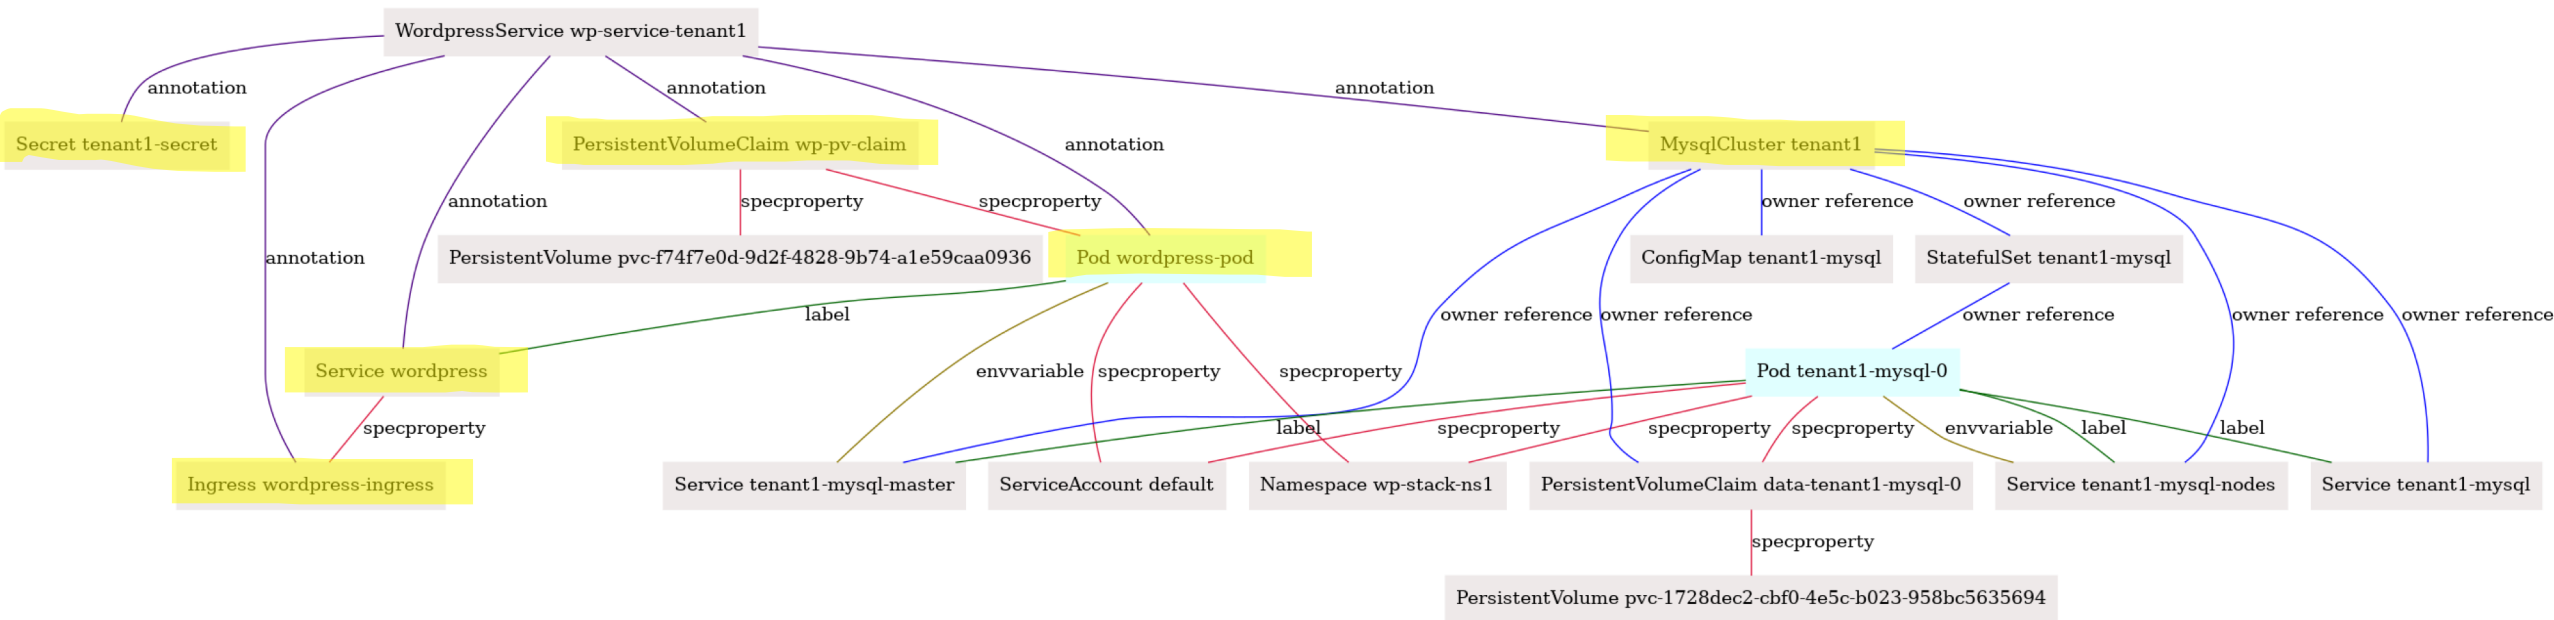 WordpressService wp-service-tenant1
annotation
annotation
annotation
Secret tenant1-secret
PersistentVolumeClaim wp-pv-claim
annotation
MysqlCluster tenant1
annotation
specproperty
specproperty
owner reference
owner reference
annotation
PersistentVolume pvc-f74f7e0d-9d2f-4828-9b74-a1e59caa0936
Pod wordpress-pod
ConfigMap tenant1-mysql
StatefulSet tenant1-mysql
label
owner reference
owner reference
owner reference
owner reference
owner reference
Service wordpress
envvariable
specproperty
specproperty
Pod tenant1-mysql-0
specproperty
label
specproperty
specproperty
specproperty
envvariable
label
label
Ingress wordpress-ingress
Service tenant1-mysql-master
ServiceAccount default
Namespace wp-stack-ns1
PersistentVolumeClaim data-tenant1-mysql-0
Service tenant1-mysql-nodes
Service tenant1-mysql
specproperty
PersistentVolume pvc-1728dec2-cbf0-4e5c-b023-958bc5635694